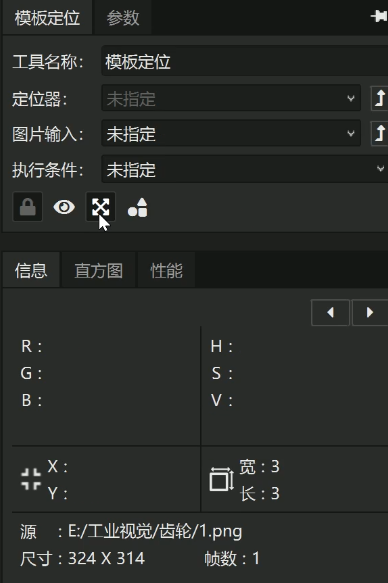 模板定位 参数
工具名称： 模板定位
定位器： 未指定
图片输入： 未指定
执行条件： 未指定
信息 直方图 性能
R : H :
G : S :
B : V :
X : 宽 : 3
Y : 长 : 3
源 : E:/工业视觉/齿轮/1.png
尺寸 : 324 X 314 帧数 : 1